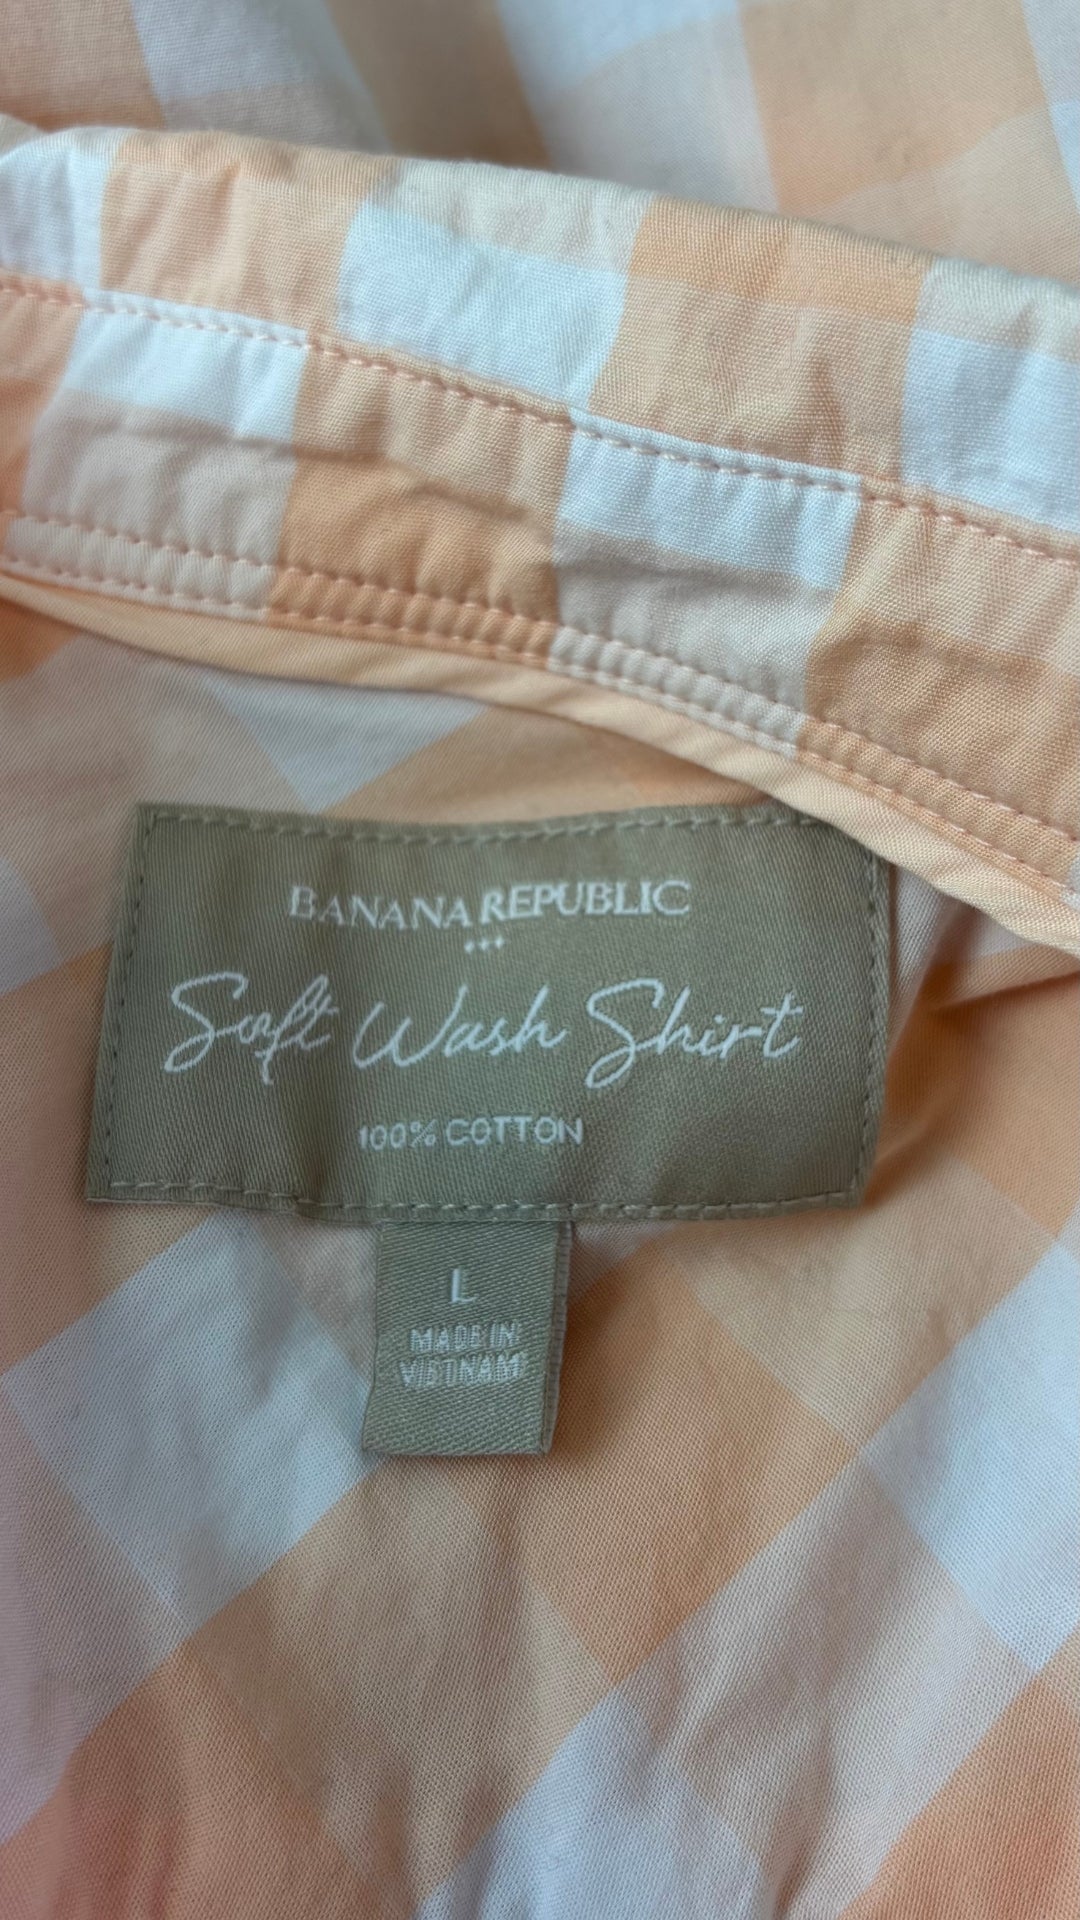 BANANA REPUBLIC
Soft Wash Shirt
100% COTTON
L
MADE IN
VIETNAM